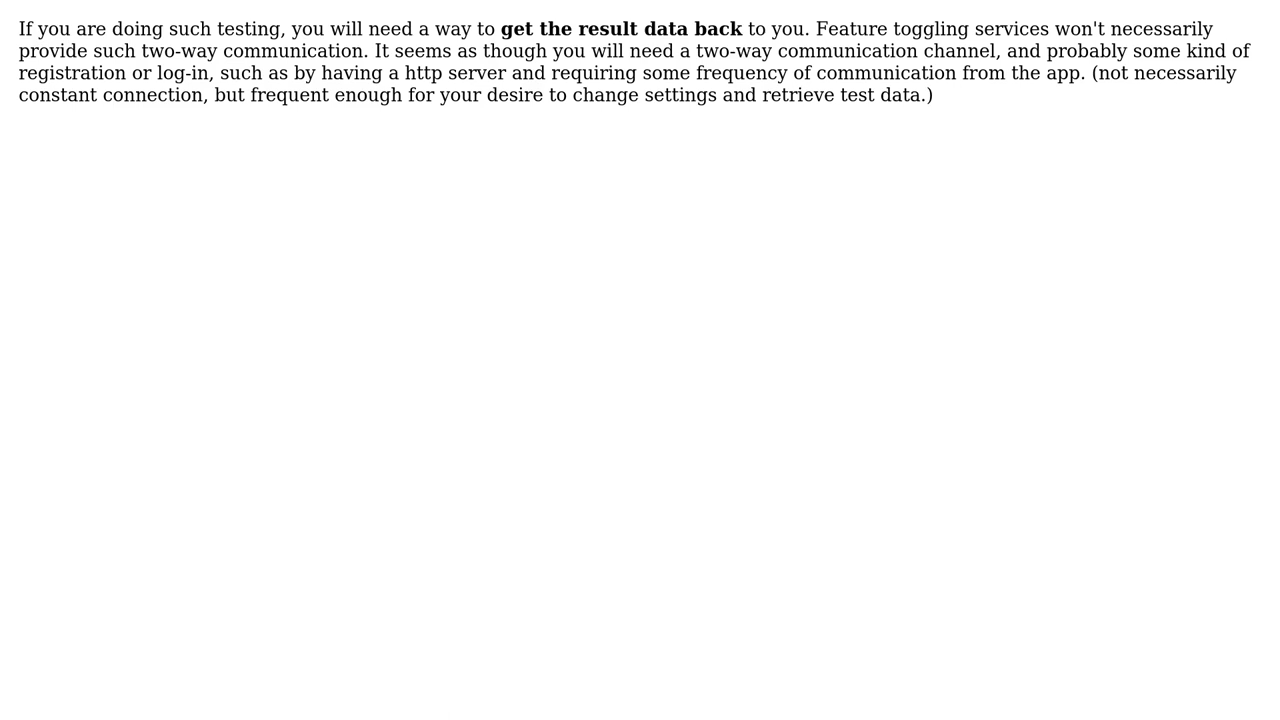 If you are doing such testing, you will need a way to get the result data back to you. Feature toggling services won't necessarily
provide such two-way communication. It seems as though you will need a two-way communication channel, and probably some kind of
registration or log-in, such as by having a http server and requiring some frequency of communication from the app. (not necessarily
constant connection, but frequent enough for your desire to change settings and retrieve test data.)